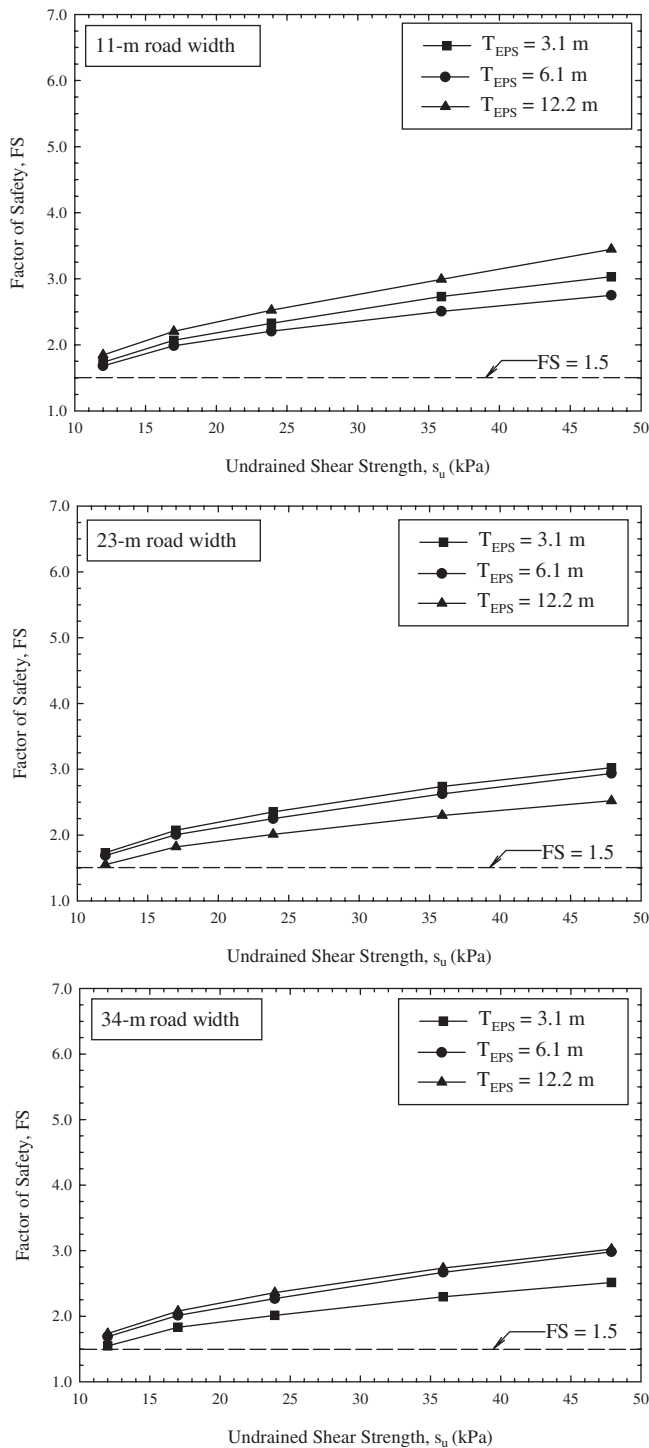 7.0
6.0
5.0
4.0
3.0
2.0
1.0
Factor of Safety, FS
11-m road width
T_EPS = 3.1 m
T_EPS = 6.1 m
T_EPS = 12.2 m
FS = 1.5
10 15 20 25 30 35 40 45 50
Undrained Shear Strength, s_u (kPa)
7.0
6.0
5.0
4.0
3.0
2.0
1.0
Factor of Safety, FS
23-m road width
T_EPS = 3.1 m
T_EPS = 6.1 m
T_EPS = 12.2 m
FS = 1.5
10 15 20 25 30 35 40 45 50
Undrained Shear Strength, s_u (kPa)
7.0
6.0
5.0
4.0
3.0
2.0
1.0
Factor of Safety, FS
34-m road width
T_EPS = 3.1 m
T_EPS = 6.1 m
T_EPS = 12.2 m
FS = 1.5
10 15 20 25 30 35 40 45 50
Undrained Shear Strength, s_u (kPa)